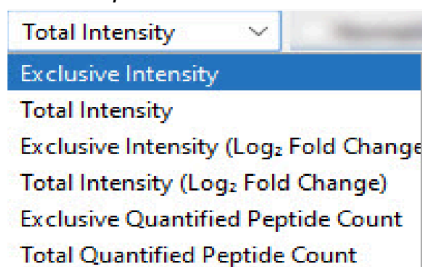 Total Intensity
Exclusive Intensity
Total Intensity
Exclusive Intensity (Log₂ Fold Change
Total Intensity (Log₂ Fold Change)
Exclusive Quantified Peptide Count
Total Quantified Peptide Count